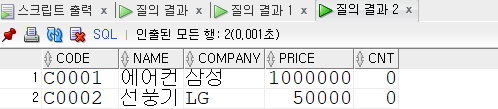 스크립트 출력 질의 결과 질의 결과 1 질의 결과 2
SQL 인출된 모든 행: 2(0,001초)
CODE NAME COMPANY PRICE CNT
1 C0001 에어컨 삼성 1000000 0
2 C0002 선풍기 LG 50000 0